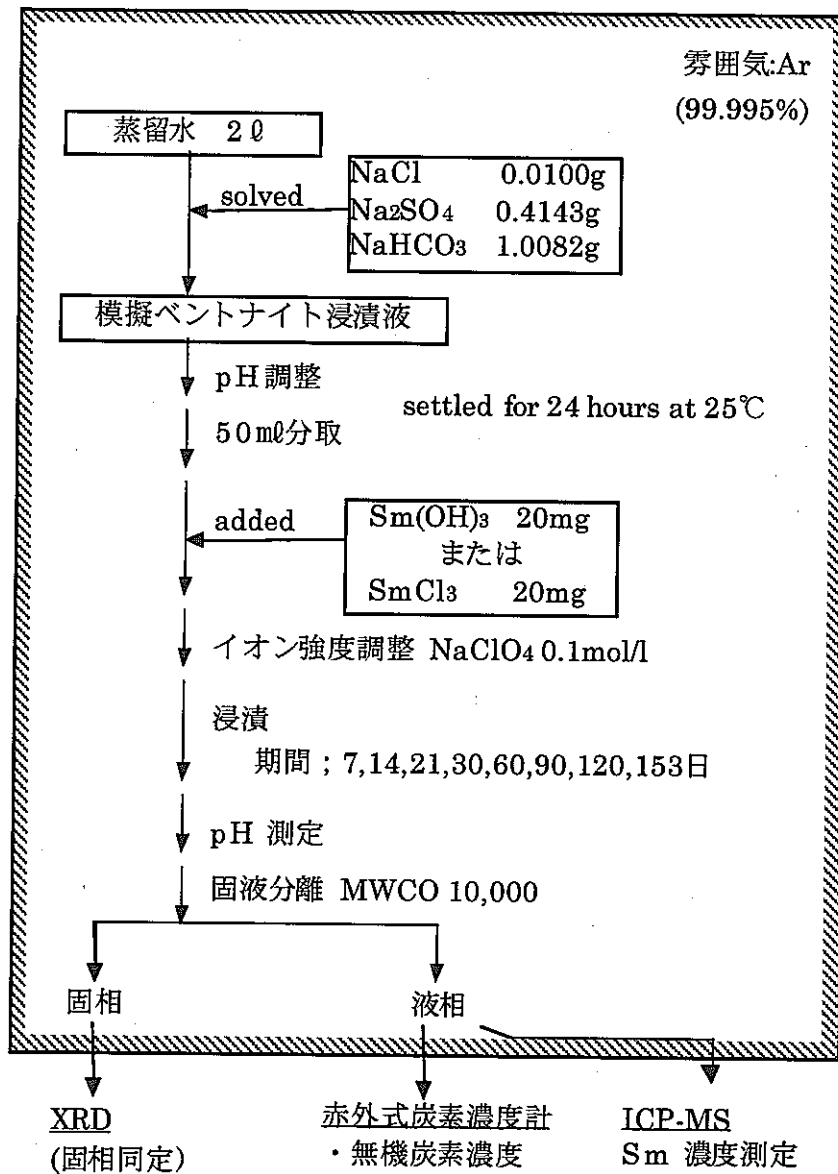 雰囲気:Ar
(99.995%)
蒸留水 2ℓ
solved
NaCl 0.0100g
Na2SO4 0.4143g
NaHCO3 1.0082g
模擬ベントナイト浸漬液
pH調整
settled for 24 hours at 25℃
50mℓ分取
added
Sm(OH)3 20mg
または
SmCl3 20mg
イオン強度調整 NaClO4 0.1mol/l
浸漬
期間；7,14,21,30,60,90,120,153日
pH 測定
固液分離 MWCO 10,000
固相
液相
XRD
(固相同定)
赤外式炭素濃度計
・無機炭素濃度
ICP-MS
Sm 濃度測定